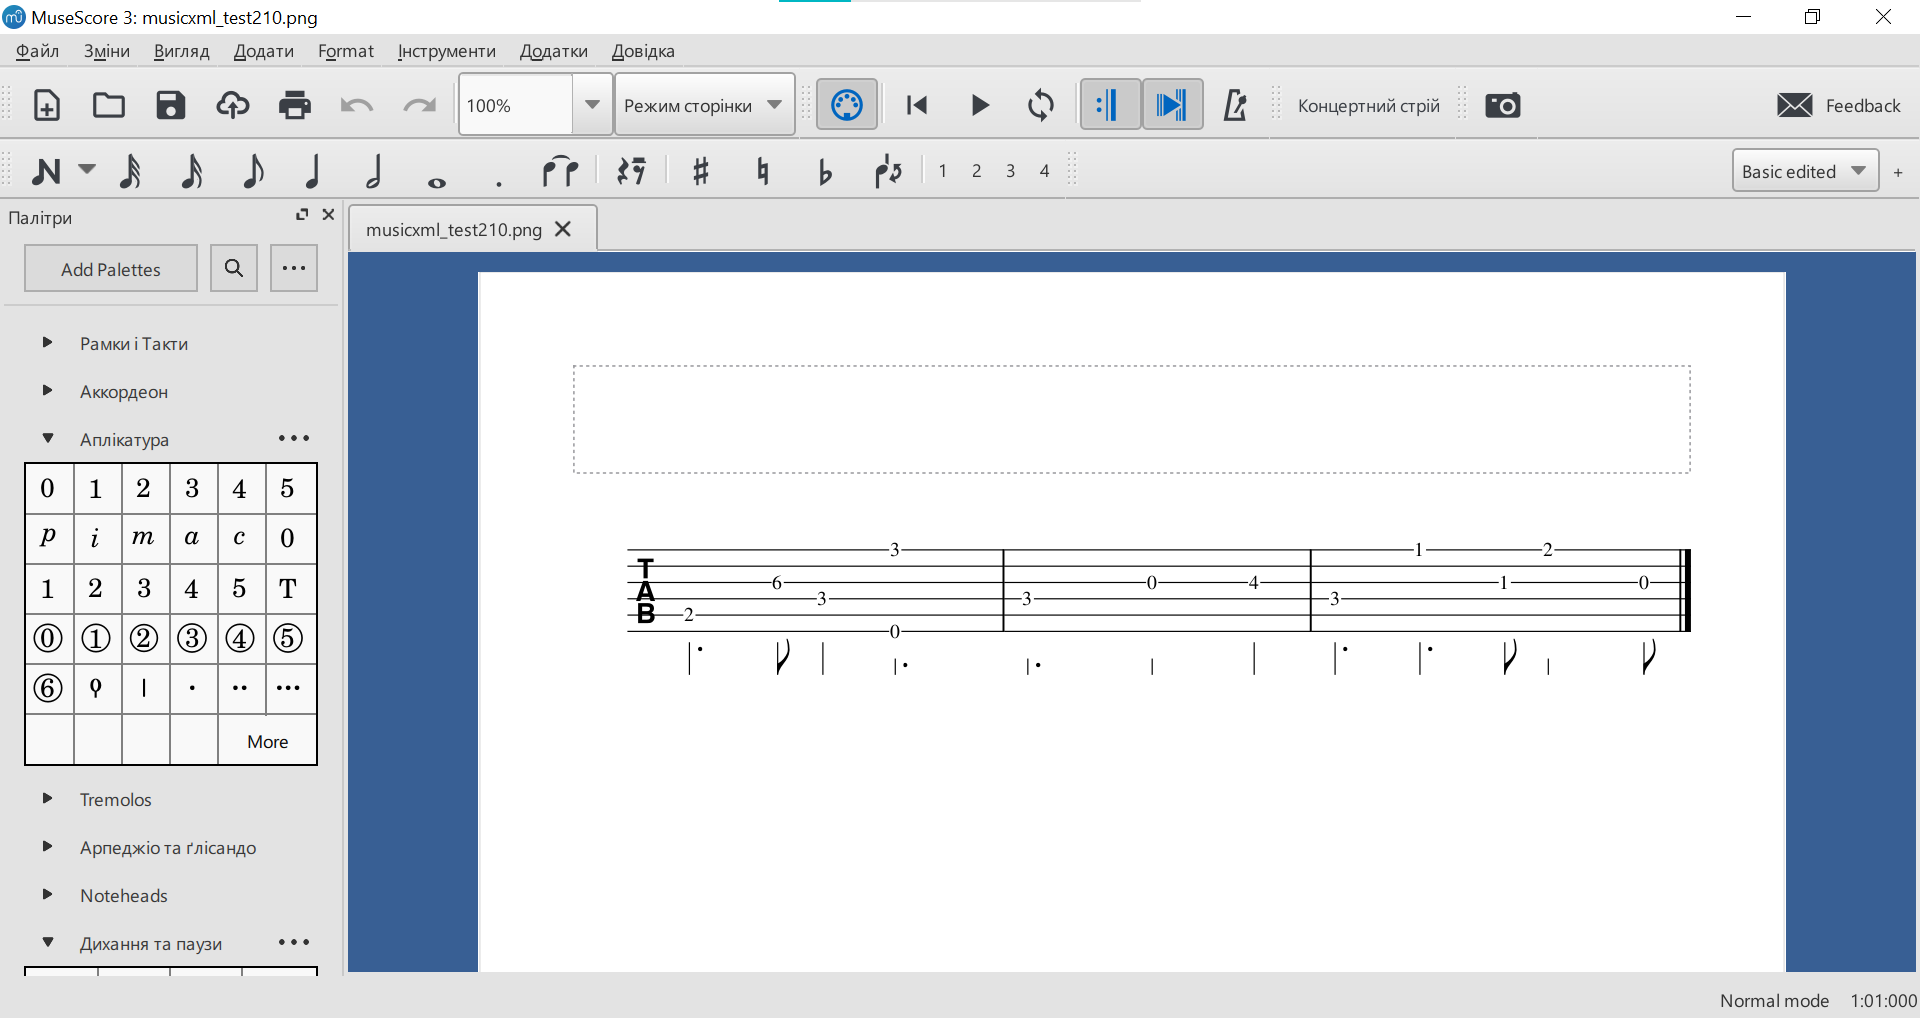 MuseScore 3: musicxml_test210.png
Файл Зміни Вигляд Додати Format Інструменти Додатки Довідка
100% Режим сторінки Концертний стрій Feedback
1 2 3 4 Basic edited +
Палітри
musicxml_test210.png
Add Palettes
Рамки і Такти
Аккордеон
Аплікатура
0 1 2 3 4 5
p i m a c 0
1 2 3 4 5 T
0 1 2 3 4 5
6
More
Tremolos
Арпеджіо та ґлісандо
Noteheads
Дихання та паузи
3 1 2
T
6 0 4 1 0
A
3 3 3
B
2
0
Normal mode 1:01:000